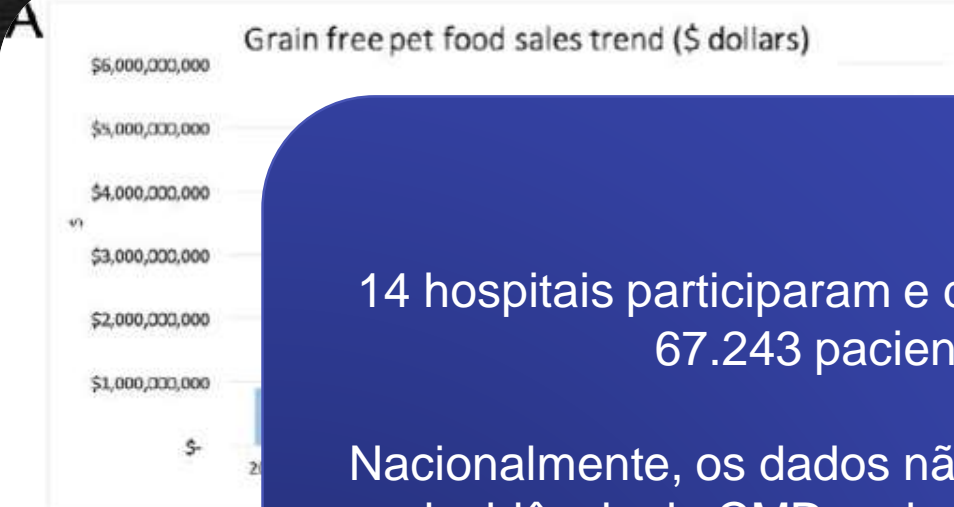 A
Grain free pet food sales trend ($ dollars)
$6,000,000,000
$5,000,000,000
$4,000,000,000
$
$3,000,000,000
$2,000,000,000
$1,000,000,000
$-
14 hospitais participaram e
67.243
Nacionalmente, os dados